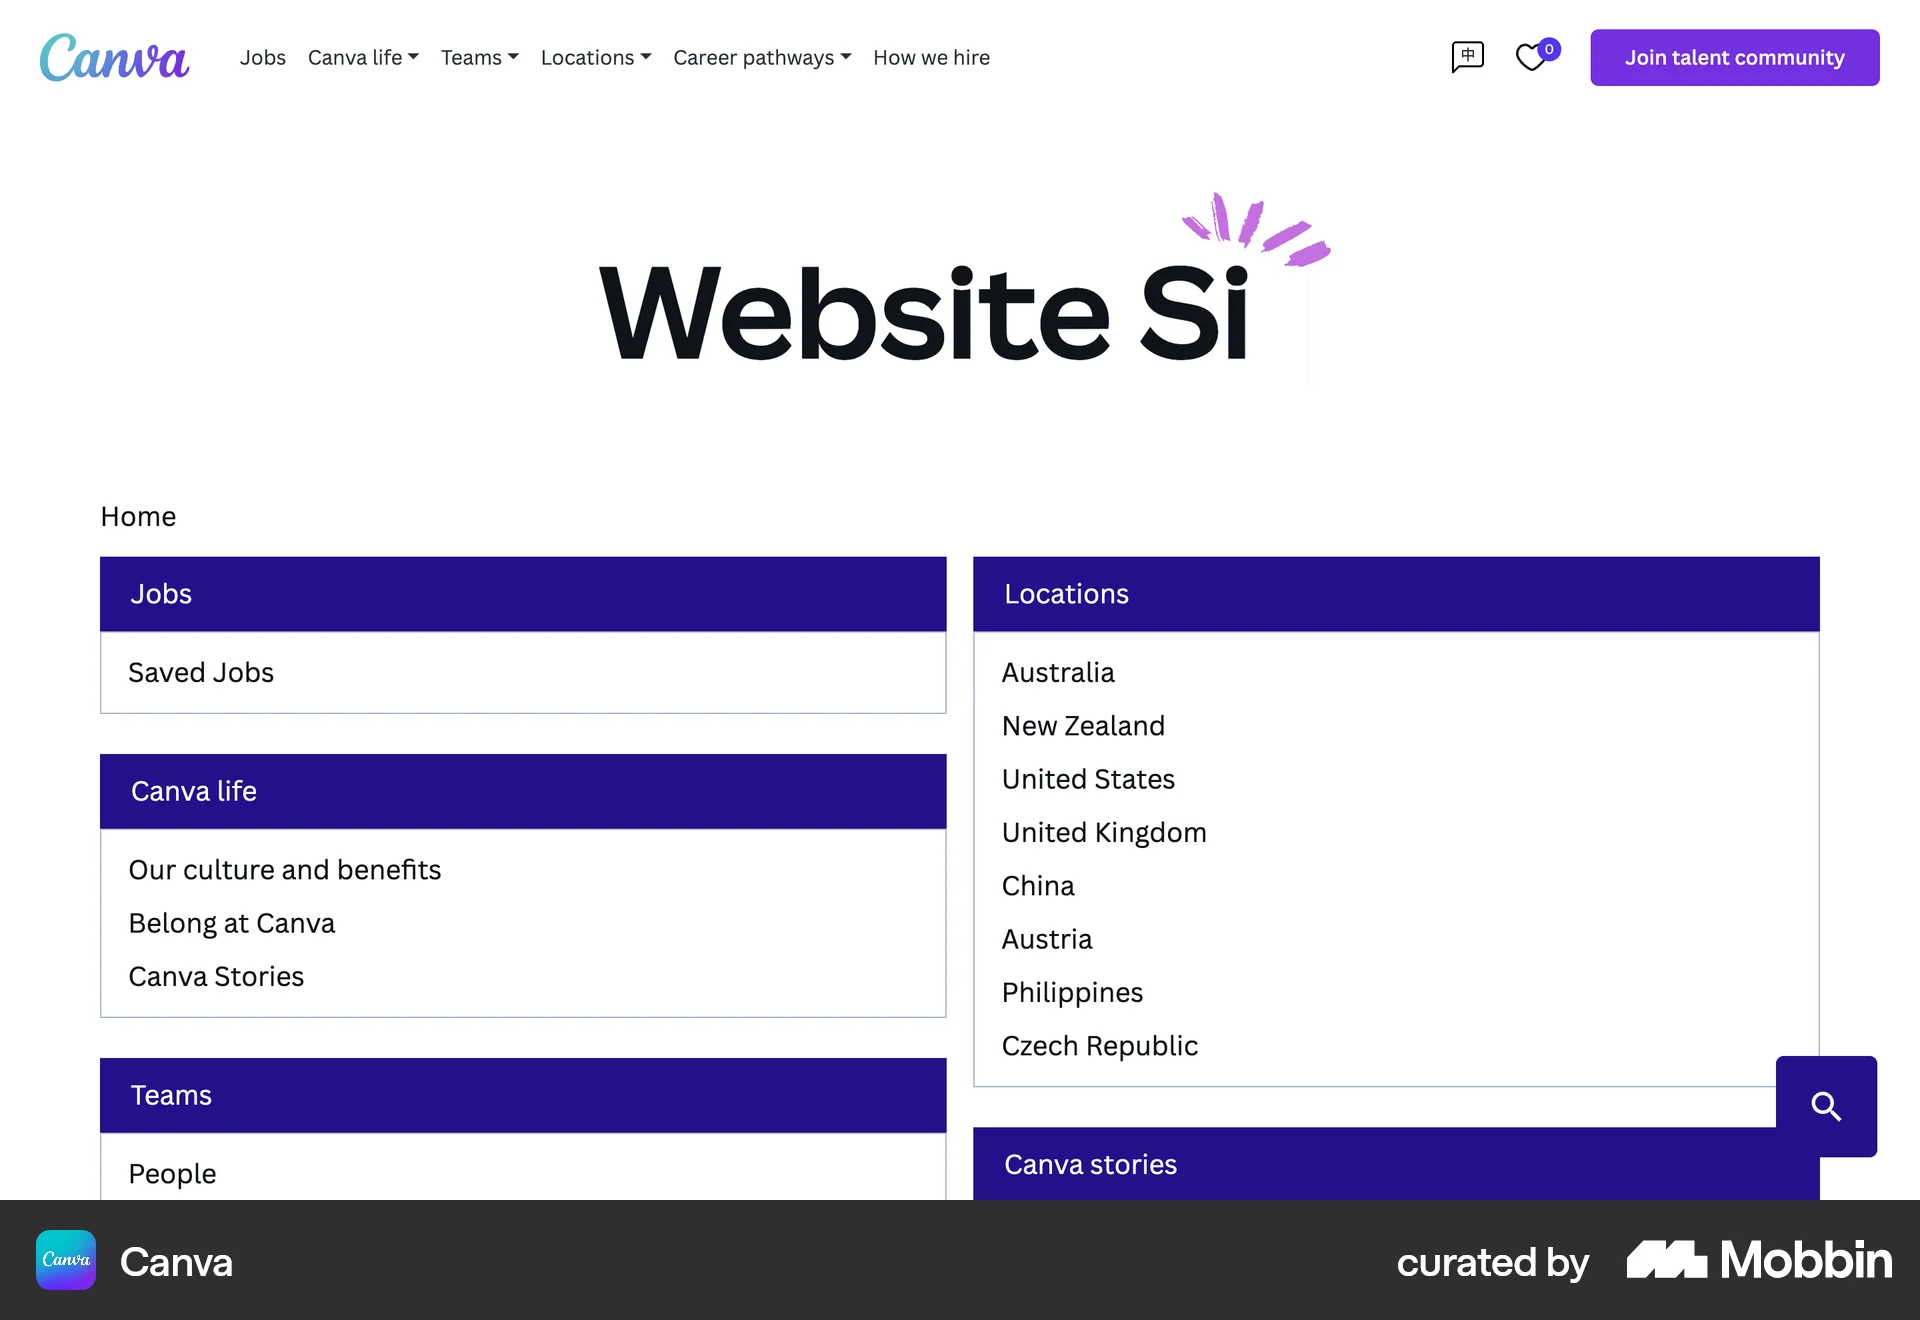 Canva
Jobs
Canva life
Teams
Locations
Career pathways
How we hire
中
0
Join talent community
Website Si
Home
Jobs
Saved Jobs
Canva life
Our culture and benefits
Belong at Canva
Canva Stories
Teams
People
Locations
Australia
New Zealand
United States
United Kingdom
China
Austria
Philippines
Czech Republic
Canva stories
Canva
Canva
curated by
Mobbin